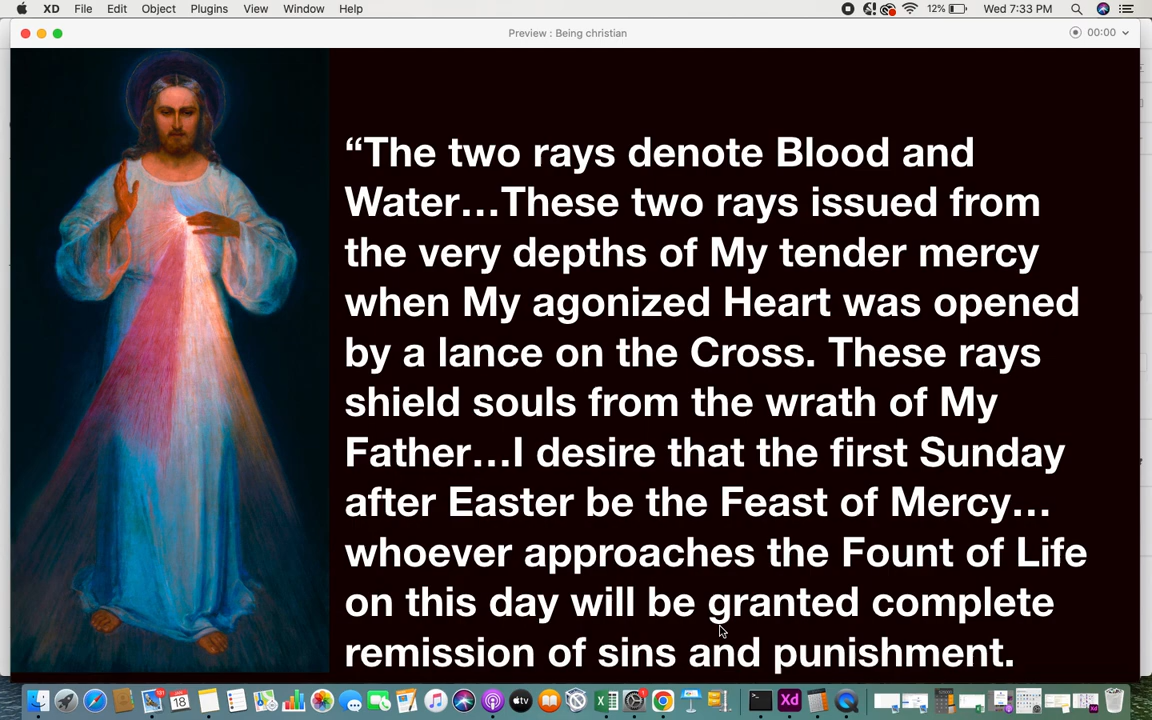 XD File Edit Object Plugins View Window Help 12% Wed 7:33 PM
Preview : Being christian 00:00
“The two rays denote Blood and
Water...These two rays issued from
the very depths of My tender mercy
when My agonized Heart was opened
by a lance on the Cross. These rays
shield souls from the wrath of My
Father...I desire that the first Sunday
after Easter be the Feast of Mercy...
whoever approaches the Fount of Life
on this day will be granted complete
remission of sins and punishment.
18 tv Xd